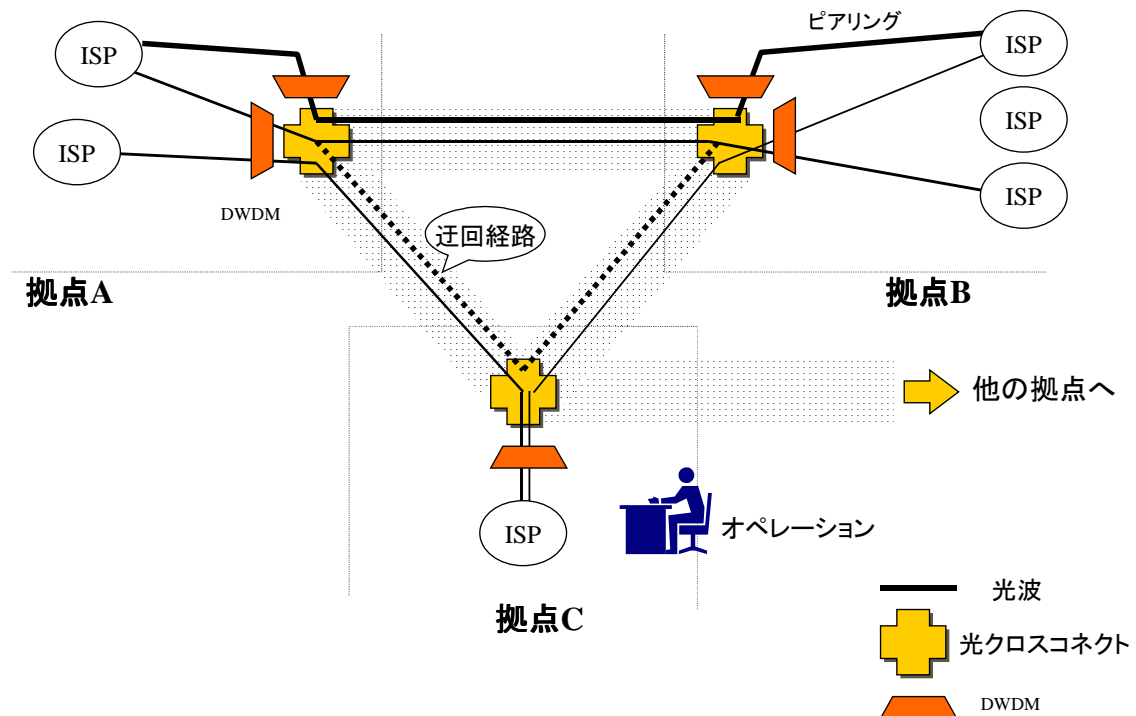 ピアリング
ISP
ISP
ISP
ISP
ISP
DWDM
迂回経路
拠点A
拠点B
他の拠点へ
ISP
オペレーション
拠点C
光波
光クロスコネクト
DWDM